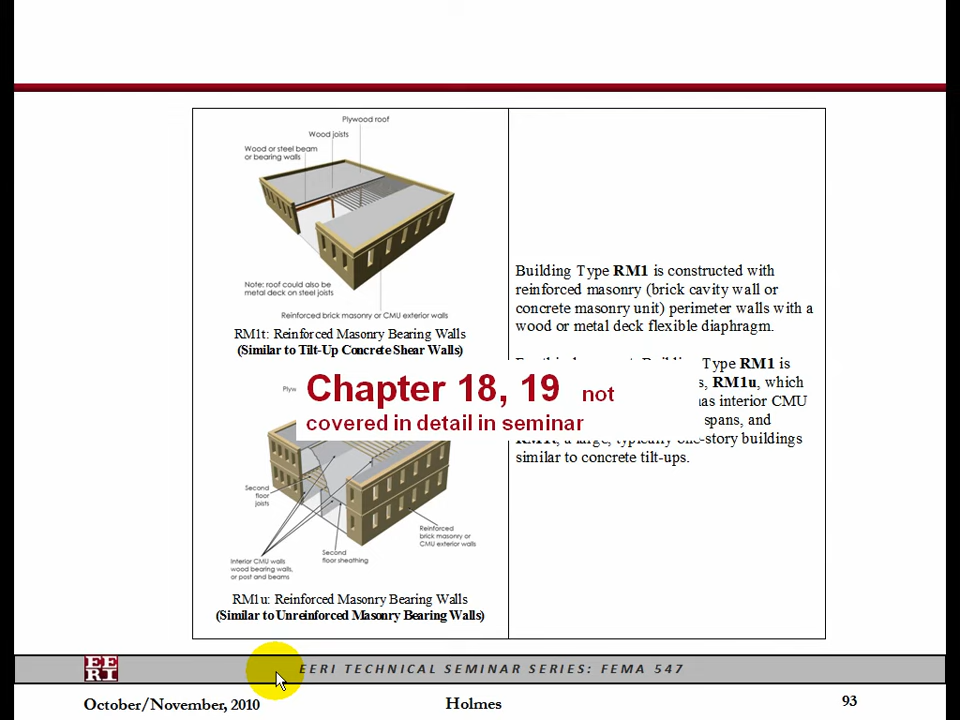 Plywood roof
Wood joists
Wood or steel beam
or bearing walls
Note: roof could also be
metal deck on steel joists
Reinforced brick masonry or CMU exterior walls
RM1t: Reinforced Masonry Bearing Walls
(Similar to Tilt-Up Concrete Shear Walls)
Second
floor
joists
Reinforced
brick masonry or
CMU exterior walls
Interior CMU walls
wood bearing walls,
or post and beams
Second
floor sheathing
RM1u: Reinforced Masonry Bearing Walls
(Similar to Unreinforced Masonry Bearing Walls)
Building Type RM1 is constructed with
reinforced masonry (brick cavity wall or
concrete masonry unit) perimeter walls with a
wood or metal deck flexible diaphragm.
Type RM1 is
RM1u, which
has interior CMU
spans, and
RM1t, a large, typically one-story buildings
similar to concrete tilt-ups.
Chapter 18, 19 not
covered in detail in seminar
EERI
EERI TECHNICAL SEMINAR SERIES: FEMA 547
October/November, 2010
Holmes
93